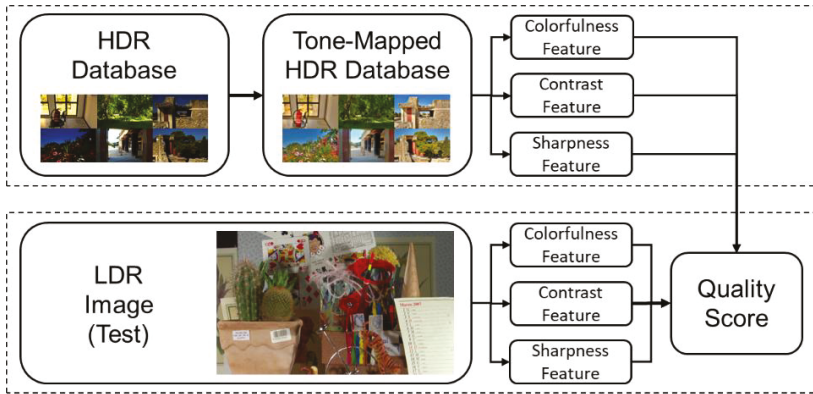 HDR
Database
Tone-Mapped
HDR Database
Colorfulness
Feature
Contrast
Feature
Sharpness
Feature
LDR
Image
(Test)
Colorfulness
Feature
Contrast
Feature
Sharpness
Feature
Quality
Score